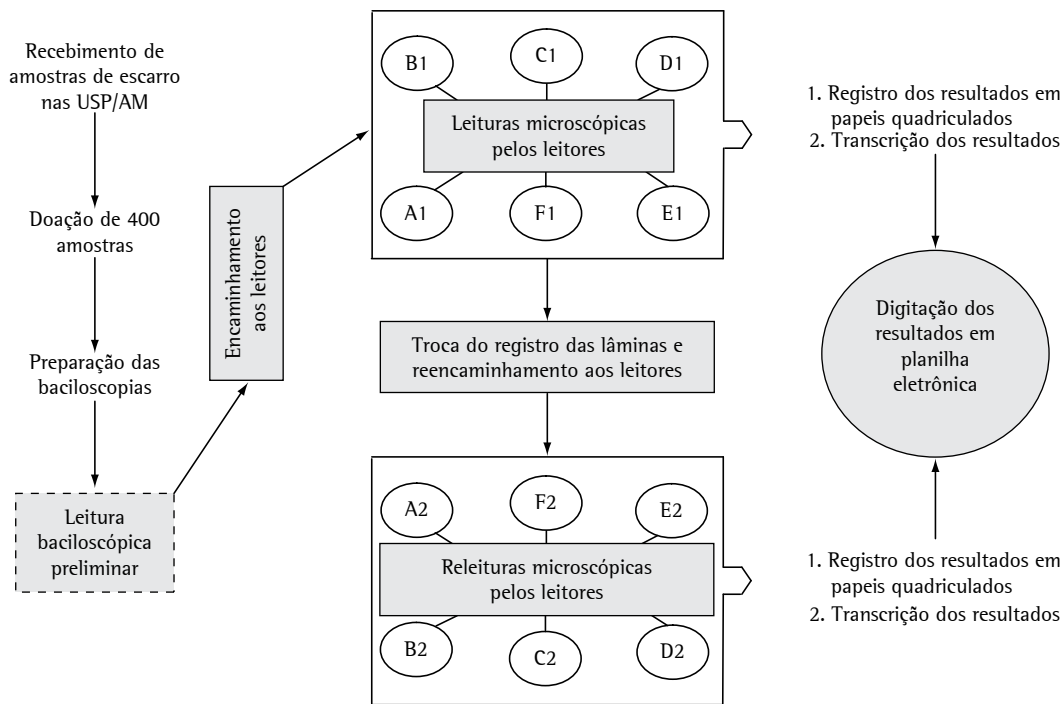 Recebimento de
amostras de escarro
nas USP/AM
Doação de 400
amostras
Preparação das
baciloscopias
Leitura
baciloscópica
preliminar
Encaminhamento
aos leitores
B1
C1
D1
Leituras microscópicas
pelos leitores
A1
F1
E1
Troca do registro das lâminas e
reencaminhamento aos leitores
A2
F2
E2
Releituras microscópicas
pelos leitores
B2
C2
D2
1. Registro dos resultados em
papeis quadriculados
2. Transcrição dos resultados
Digitação dos
resultados em
planilha
eletrônica
1. Registro dos resultados em
papeis quadriculados
2. Transcrição dos resultados